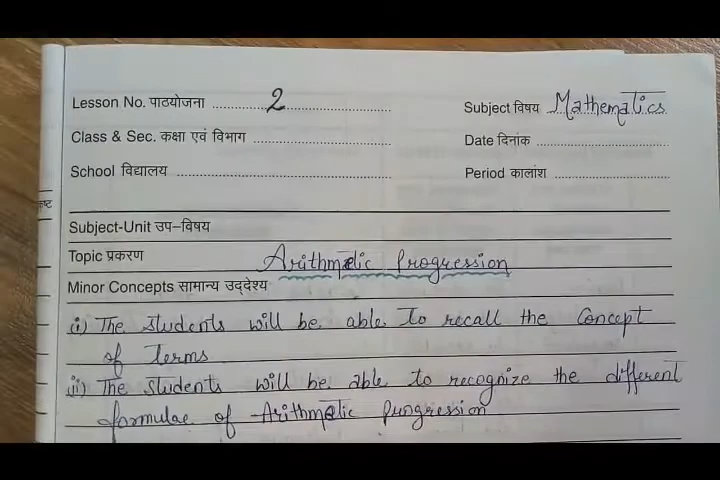 Lesson No. पाठयोजना .................. 2 ..................
Subject विषय Mathematics
Class & Sec. कक्षा एवं विभाग ..................
Date दिनांक ..................
School विद्यालय ..................
Period कालांश ..................
Subject-Unit उप-विषय
Topic प्रकरण Arithmetic Progression
Minor Concepts सामान्य उद्देश्य
(i) The students will be able to recall the Concept
of terms
(ii) The students will be able to recognize the different
formulae of Arithmetic Progression